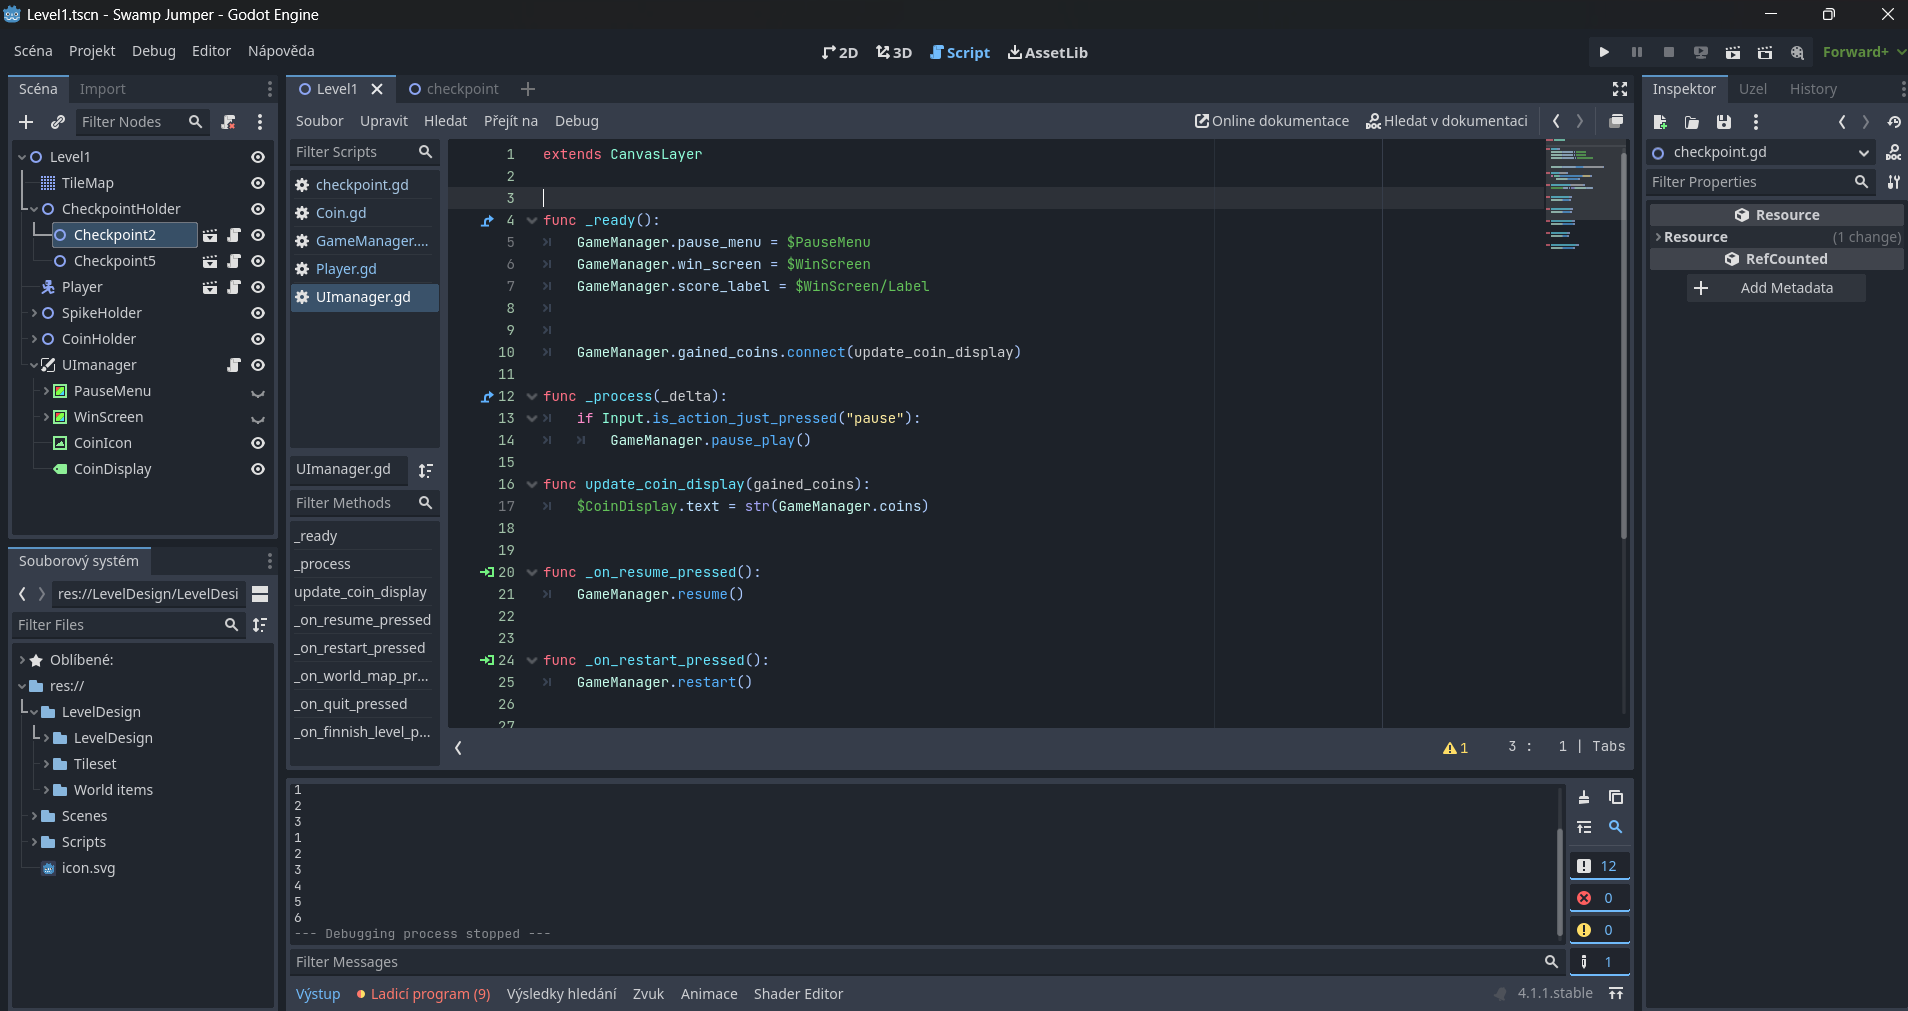 Level1.tscn - Swamp Jumper - Godot Engine
Scéna Projekt Debug Editor Nápověda
2D 3D Script AssetLib
Forward+
Scéna Import
Filter Nodes
Level1
TileMap
CheckpointHolder
Checkpoint2
Checkpoint5
Player
SpikeHolder
CoinHolder
UImanager
PauseMenu
WinScreen
CoinIcon
CoinDisplay
Souborový systém
res://LevelDesign/LevelDesi
Filter Files
Oblíbené:
res://
LevelDesign
LevelDesign
Tileset
World items
Scenes
Scripts
icon.svg
Level1 checkpoint
Soubor Upravit Hledat Přejít na Debug
Online dokumentace Hledat v dokumentaci
Filter Scripts
checkpoint.gd
Coin.gd
GameManager....
Player.gd
UImanager.gd
UImanager.gd
Filter Methods
_ready
_process
update_coin_display
_on_resume_pressed
_on_restart_pressed
_on_world_map_pr...
_on_quit_pressed
_on_finnish_level_p...
1 extends CanvasLayer
2
3
4 func _ready():
5 GameManager.pause_menu = $PauseMenu
6 GameManager.win_screen = $WinScreen
7 GameManager.score_label = $WinScreen/Label
8
9
10 GameManager.gained_coins.connect(update_coin_display)
11
12 func _process(_delta):
13 if Input.is_action_just_pressed("pause"):
14 GameManager.pause_play()
15
16 func update_coin_display(gained_coins):
17 $CoinDisplay.text = str(GameManager.coins)
18
19
20 func _on_resume_pressed():
21 GameManager.resume()
22
23
24 func _on_restart_pressed():
25 GameManager.restart()
26
27
1 3 : 1 | Tabs
1
2
3
1
2
3
4
5
6
--- Debugging process stopped ---
12
0
0
1
Filter Messages
Výstup Ladicí program (9) Výsledky hledání Zvuk Animace Shader Editor
4.1.1.stable
Inspektor Uzel History
checkpoint.gd
Filter Properties
Resource
Resource (1 change)
RefCounted
Add Metadata